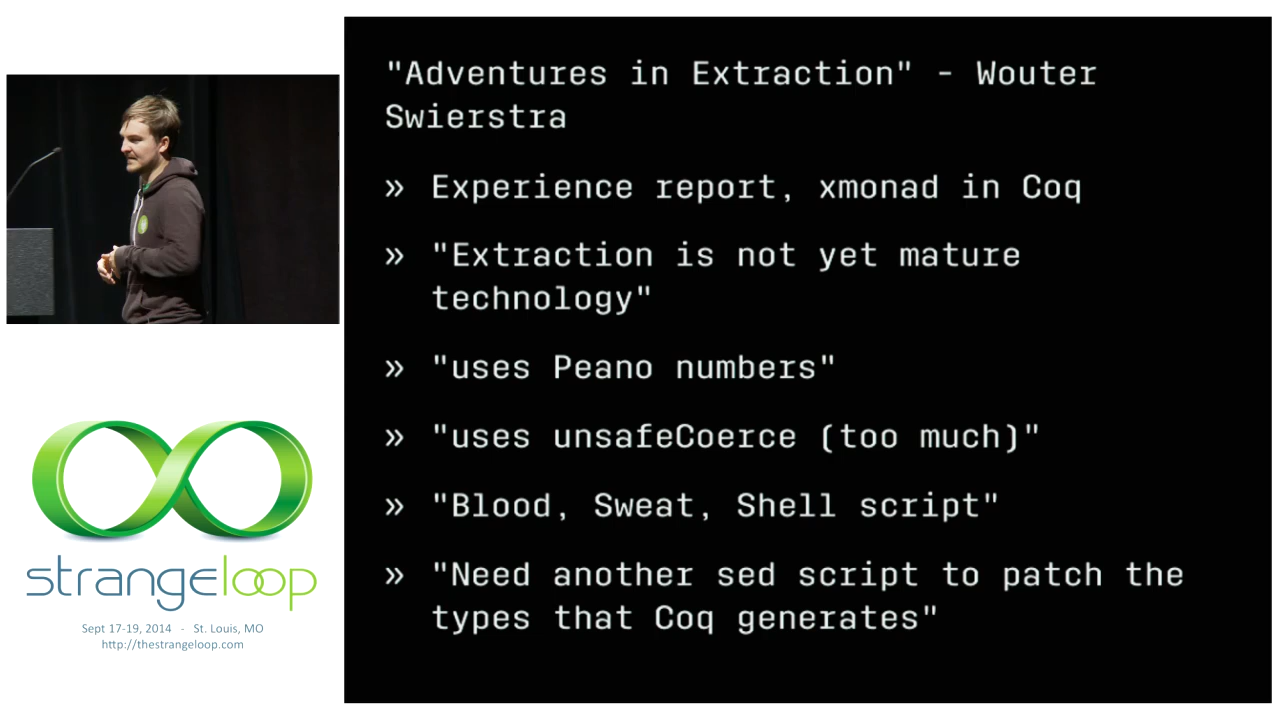 "Adventures in Extraction" - Wouter
Swierstra
» Experience report, xmonad in Coq
» "Extraction is not yet mature
technology"
» "uses Peano numbers"
» "uses unsafeCoerce (too much)"
» "Blood, Sweat, Shell script"
» "Need another sed script to patch the
types that Coq generates"
strangeloop
Sept 17-19, 2014 - St. Louis, MO
http://thestrangeloop.com